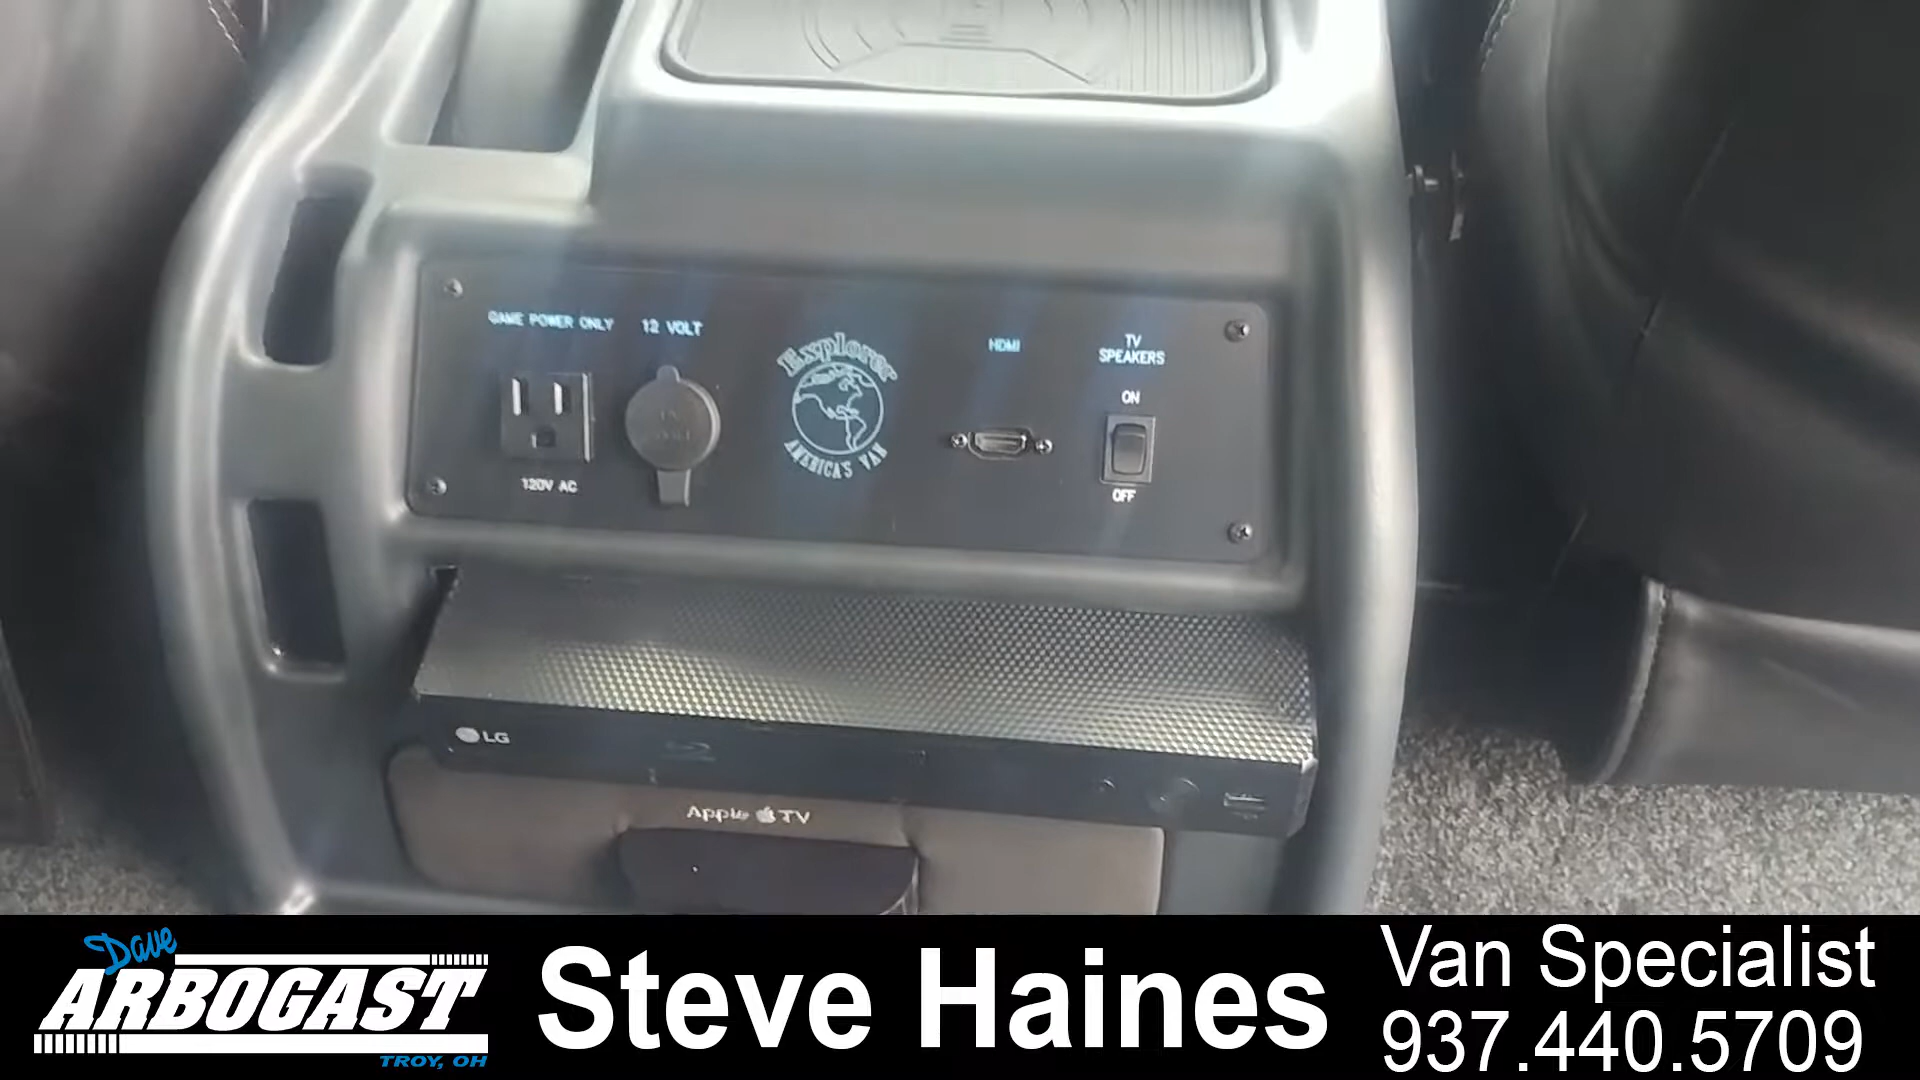 GAME POWER ONLY
12 VOLT
120V AC
Explorer
AMERICA'S VAN
HDMI
TV
SPEAKERS
ON
OFF
LG
Apple TV
Dave
ARBOGAST
TROY, OH
Steve Haines
Van Specialist
937.440.5709